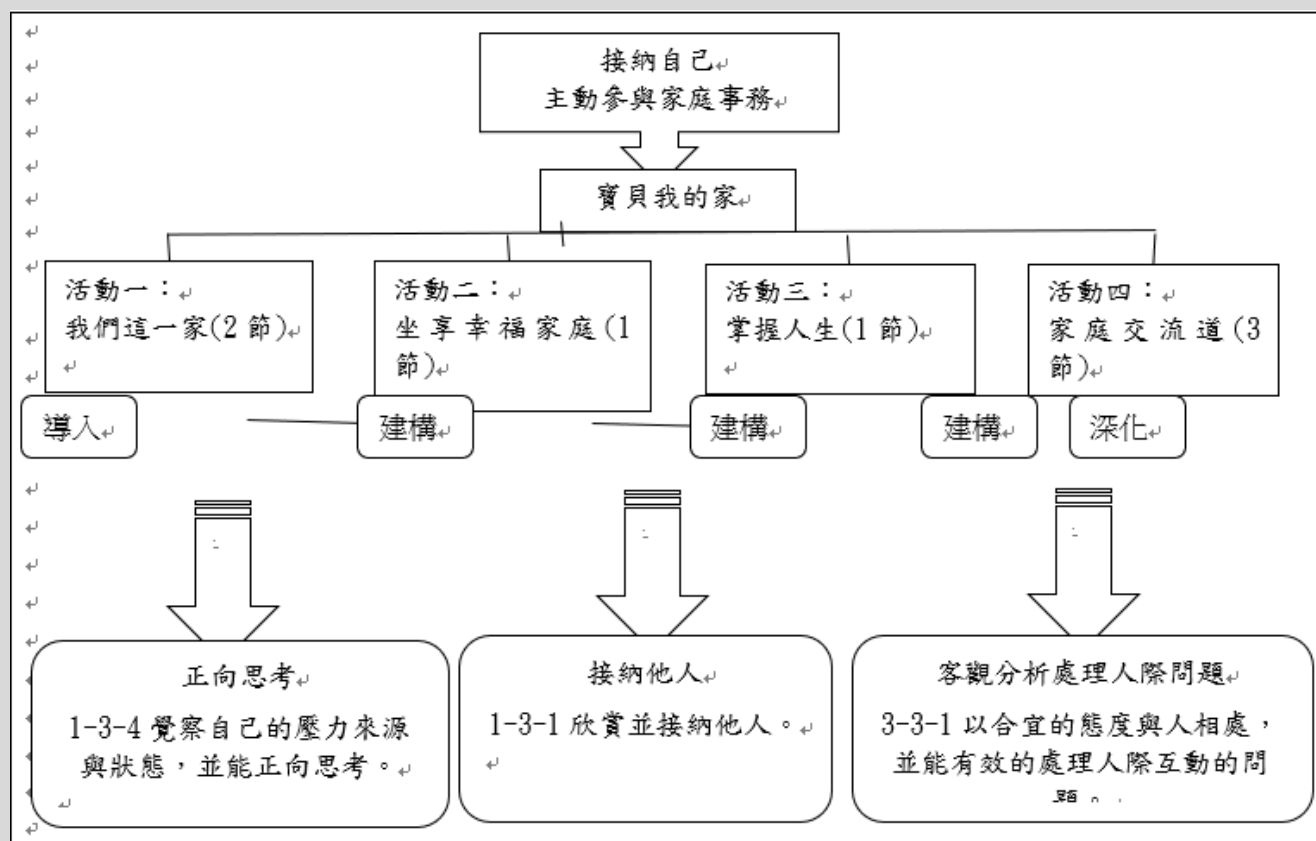 接納自己
主動參與家庭事務
寶貝我的家
活動一：
我們這一家(2 節)
活動二：
坐享幸福家庭(1
節)
活動三：
掌握人生(1 節)
活動四：
家庭交流道(3
節)
導入
建構
建構
建構
深化
正向思考
1-3-4 覺察自己的壓力來源
與狀態，並能正向思考。
接納他人
1-3-1 欣賞並接納他人。
客觀分析處理人際問題
3-3-1 以合宜的態度與人相處，
並能有效的處理人際互動的問
題。